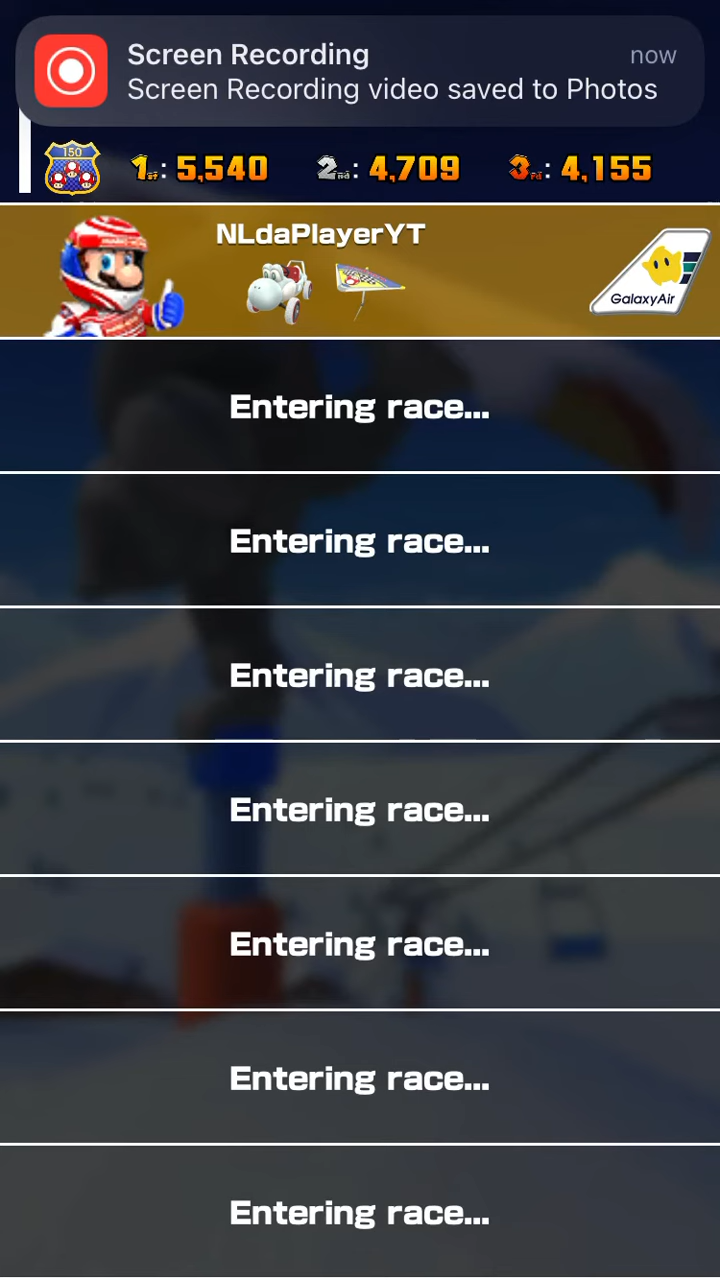 Screen Recording
now
Screen Recording video saved to Photos
150
1st: 5,540
2nd: 4,709
3rd: 4,155
NLdaPlayerYT
GalaxyAir
Entering race...
Entering race...
Entering race...
Entering race...
Entering race...
Entering race...
Entering race...